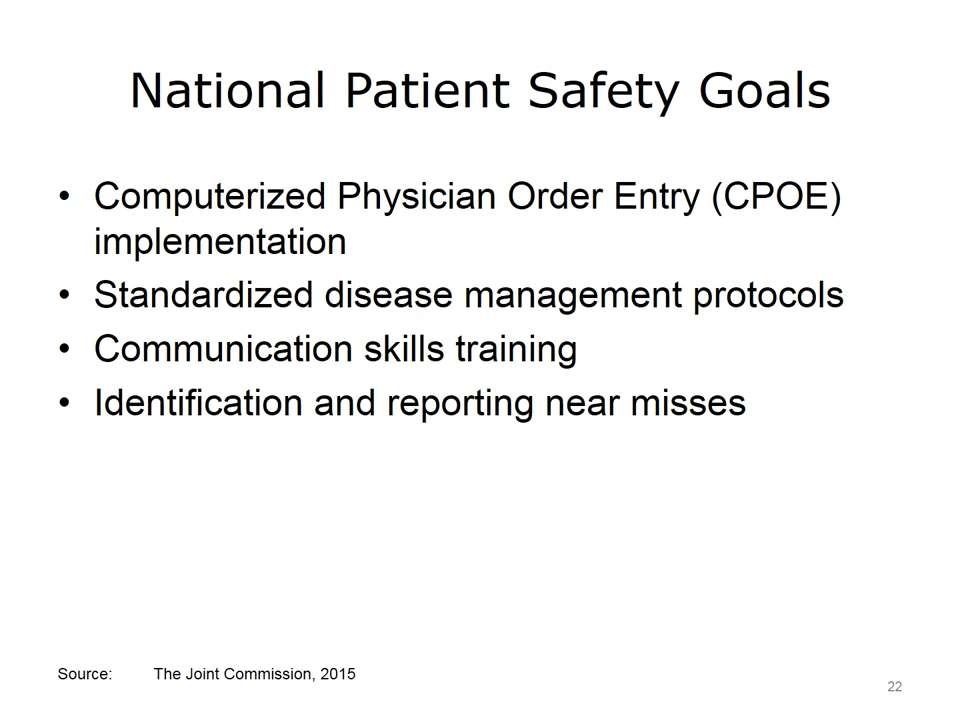 National Patient Safety Goals
• Computerized Physician Order Entry (CPOE)
implementation
• Standardized disease management protocols
• Communication skills training
• Identification and reporting near misses
Source: The Joint Commission, 2015
22